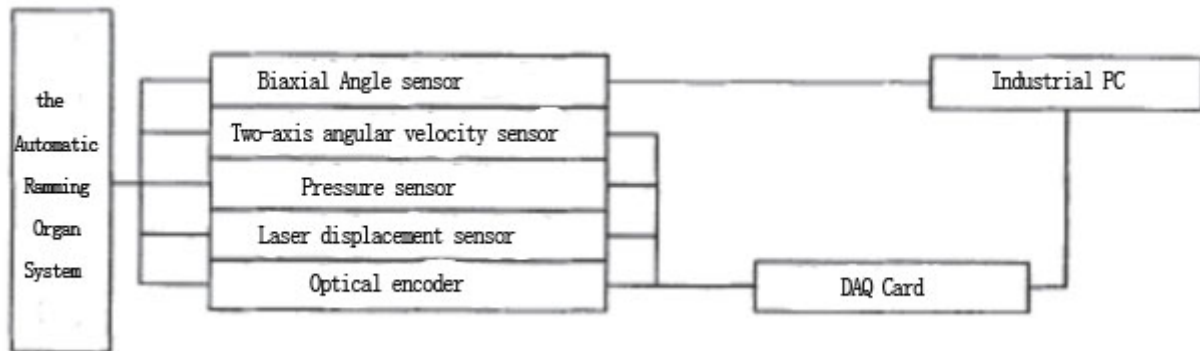 the
Automatic
Ramming
Organ
System
Biaxial Angle sensor
Two-axis angular velocity sensor
Pressure sensor
Laser displacement sensor
Optical encoder
Industrial PC
DAQ Card